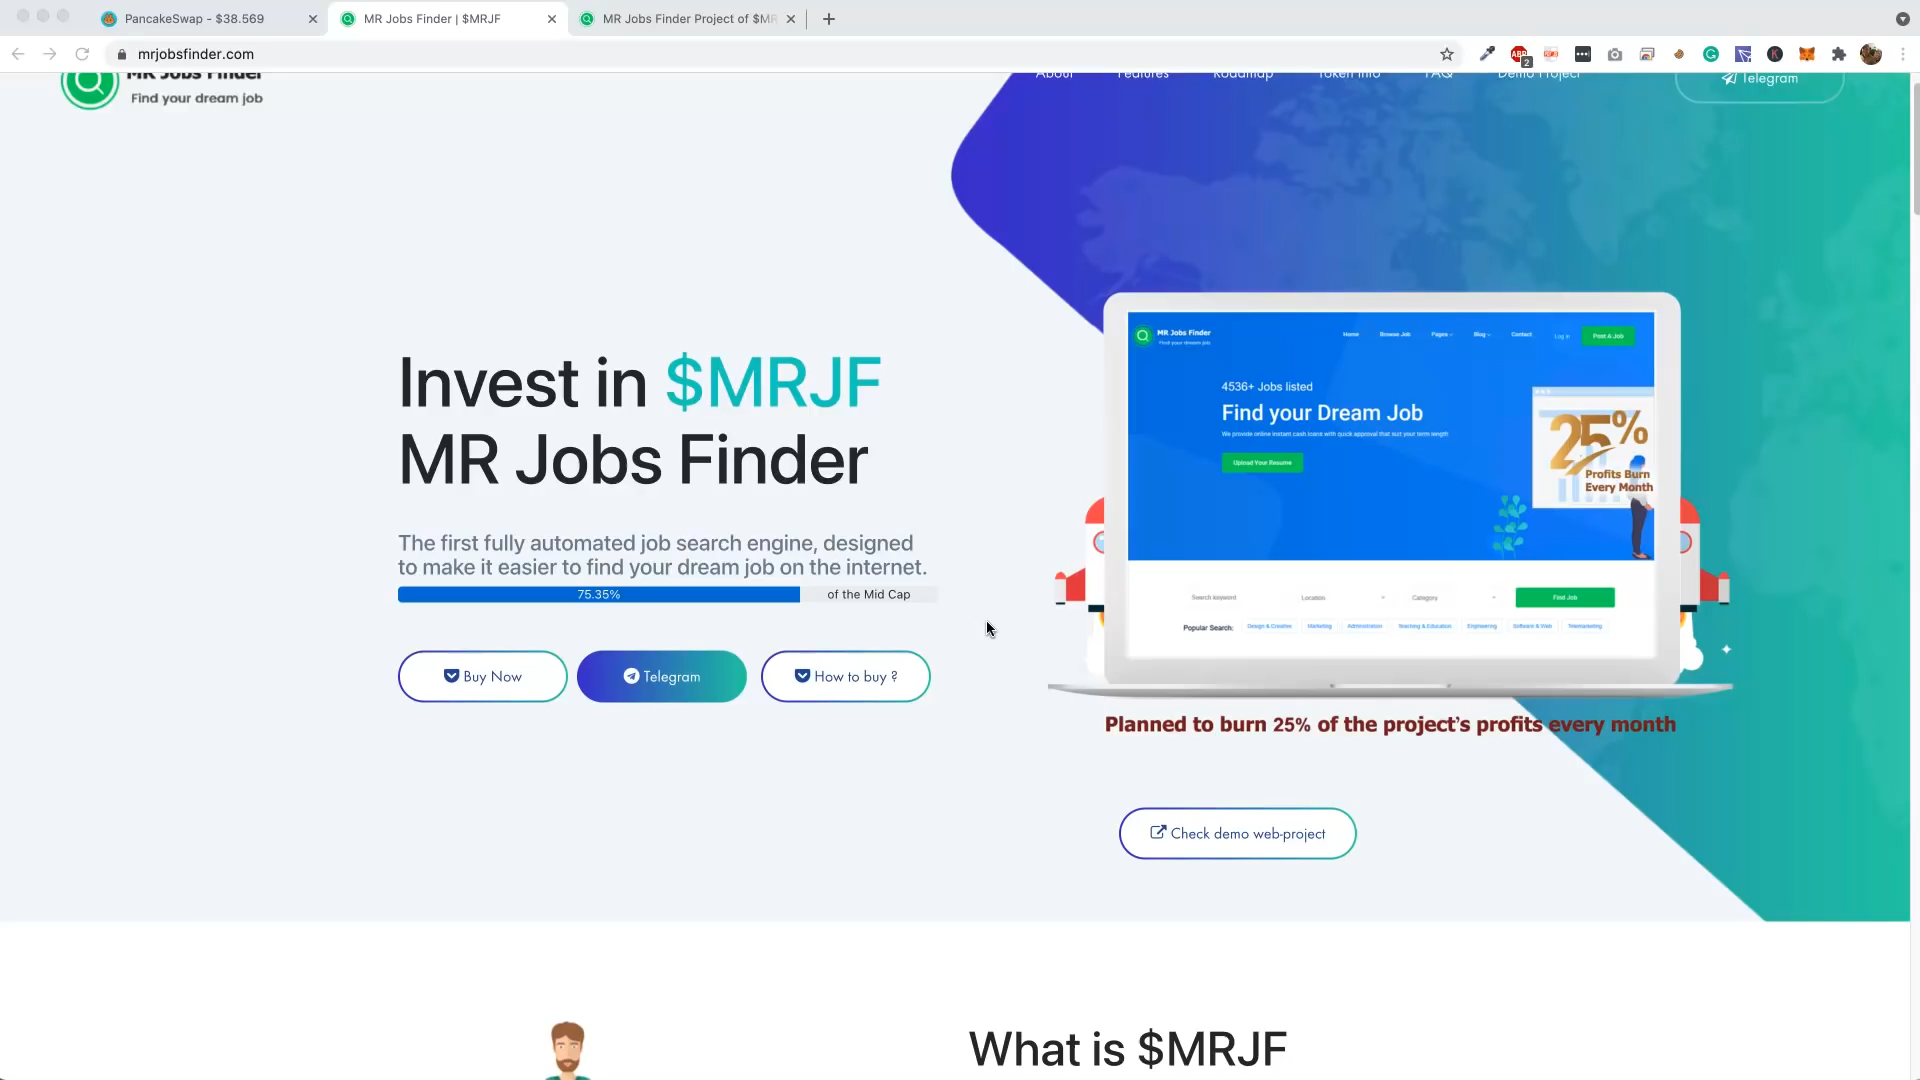 PancakeSwap - $38.569
MR Jobs Finder | $MRJF
MR Jobs Finder Project of $MR
mrjobsfinder.com
ABP
2
MR Jobs Finder
Find your dream job
About
Features
Roadmap
Token Info
FAQ
Demo Project
Telegram
Invest in $MRJF
MR Jobs Finder
The first fully automated job search engine, designed
to make it easier to find your dream job on the internet.
75.35%
of the Mid Cap
Buy Now
Telegram
How to buy ?
MR Jobs Finder
Find your dream job
Home
Browse Job
Pages
Blog
Contact
Log in
Post A Job
4536+ Jobs listed
Find your Dream Job
We provide online instant cash loans with quick approval that suit your term length
Upload Your Resume
25%
Profits Burn
Every Month
Search keyword
Location
Category
Find Job
Popular Search:
Design & Creative
Marketing
Administration
Teaching & Education
Engineering
Software & Web
Telemarketing
Planned to burn 25% of the project's profits every month
Check demo web-project
What is $MRJF